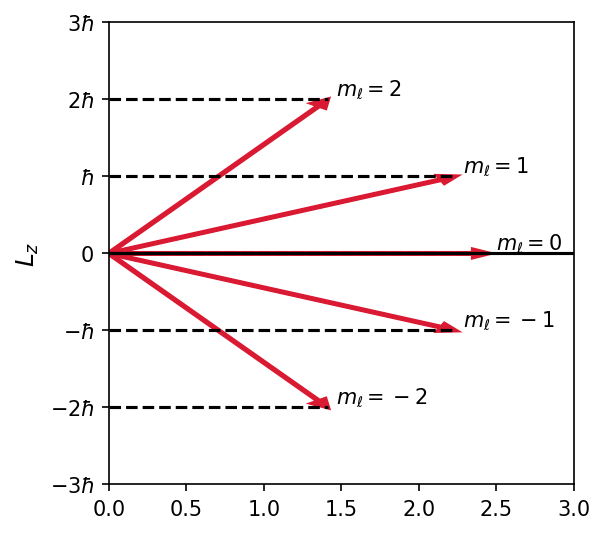 3ℏ
2ℏ
ℏ
0
−ℏ
−2ℏ
−3ℏ
L_z
m_ℓ = 2
m_ℓ = 1
m_ℓ = 0
m_ℓ = −1
m_ℓ = −2
0.0 0.5 1.0 1.5 2.0 2.5 3.0